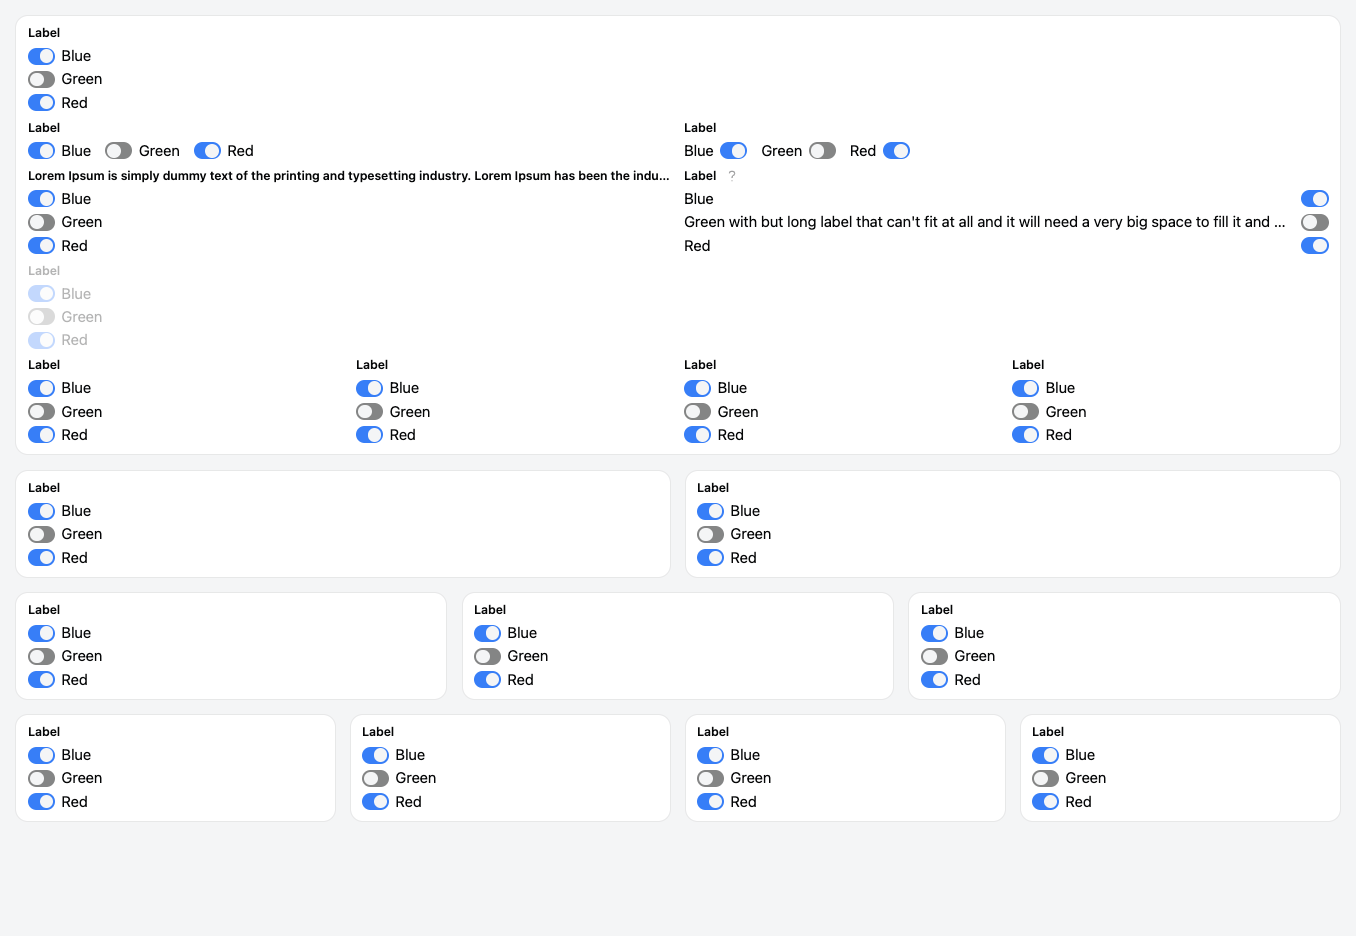 Label
Blue
Green
Red
Label
Blue Green Red
Label
Blue Green Red
Lorem Ipsum is simply dummy text of the printing and typesetting industry. Lorem Ipsum has been the indu...
Blue
Green
Red
Label ?
Blue
Green with but long label that can't fit at all and it will need a very big space to fill it and ...
Red
Label
Blue
Green
Red
Label
Blue
Green
Red
Label
Blue
Green
Red
Label
Blue
Green
Red
Label
Blue
Green
Red
Label
Blue
Green
Red
Label
Blue
Green
Red
Label
Blue
Green
Red
Label
Blue
Green
Red
Label
Blue
Green
Red
Label
Blue
Green
Red
Label
Blue
Green
Red
Label
Blue
Green
Red
Label
Blue
Green
Red